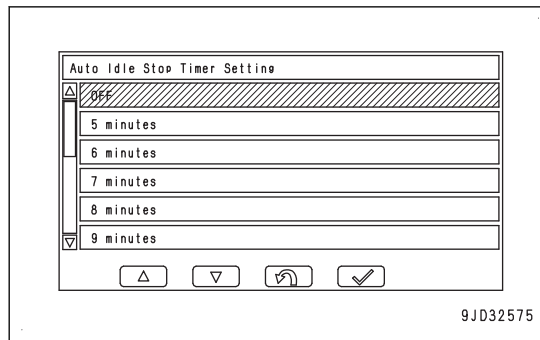 Auto Idle Stop Timer Setting
OFF
5 minutes
6 minutes
7 minutes
8 minutes
9 minutes
9JD32575